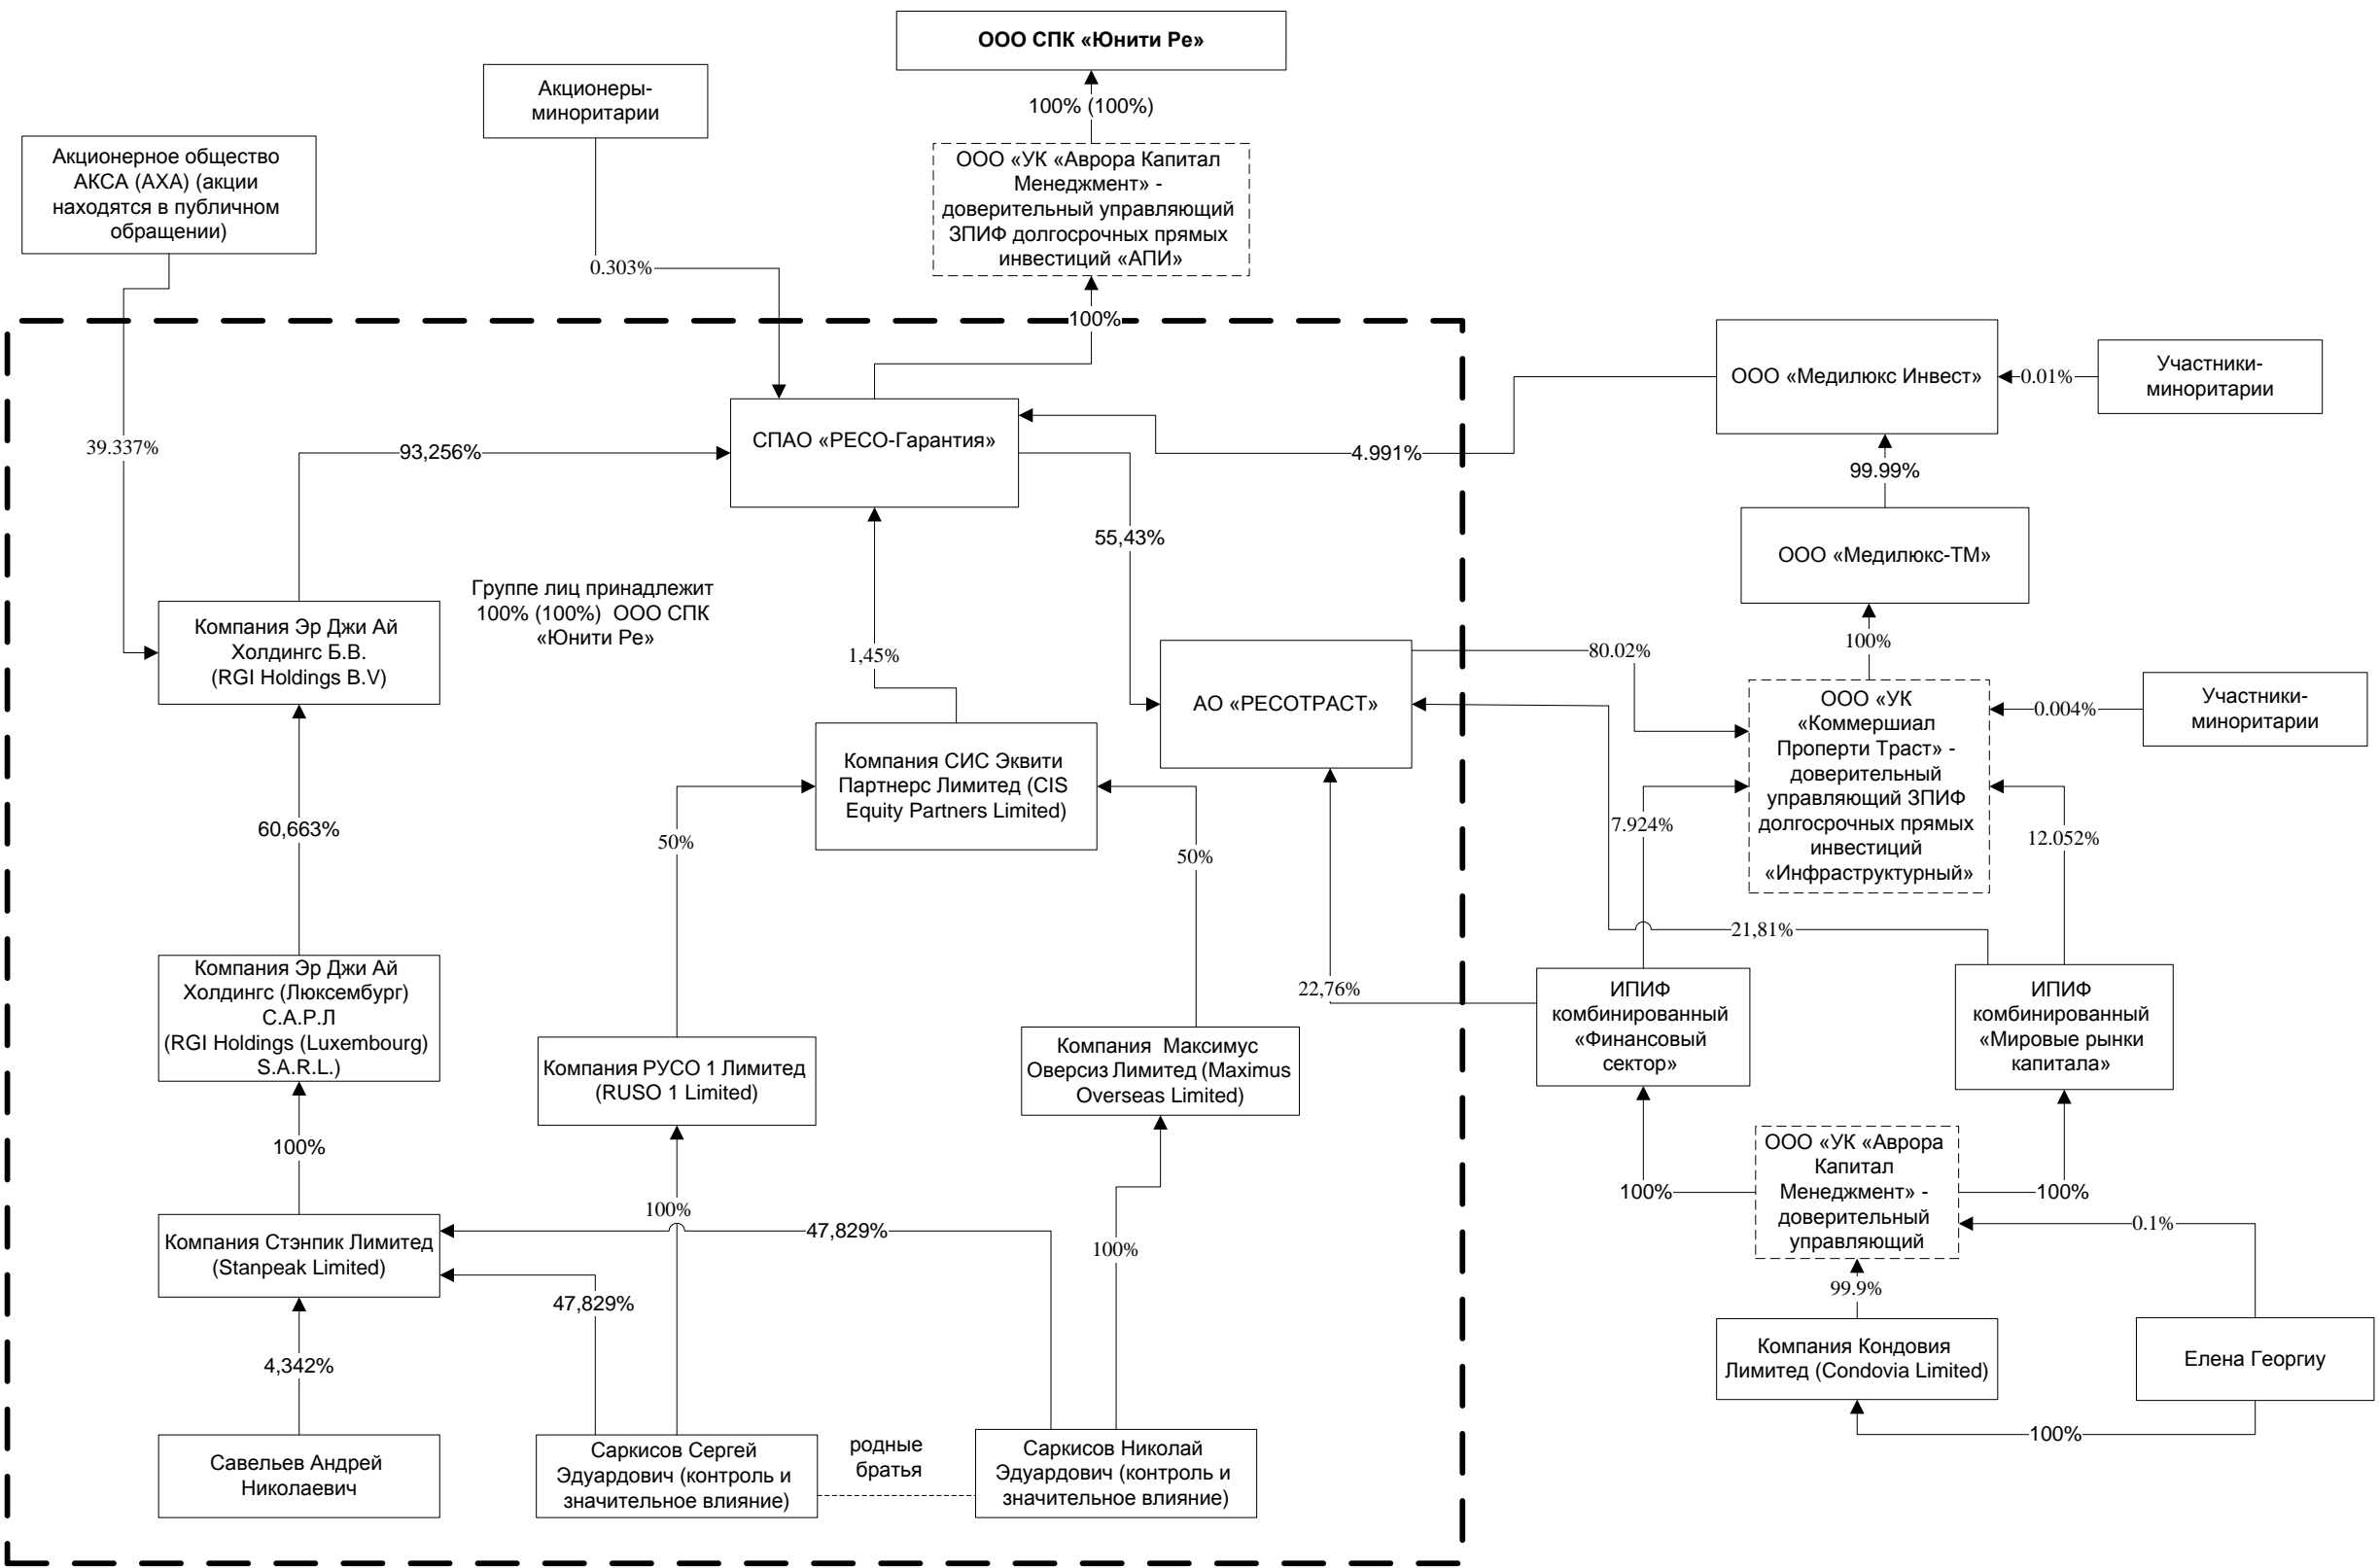 ООО СПК «Юнити Ре»
Акционеры-
миноритарии
100% (100%)
Акционерное общество
АКСА (AXA) (акции
находятся в публичном
обращении)
ООО «УК «Аврора Капитал
Менеджмент» -
доверительный управляющий
ЗПИФ долгосрочных прямых
инвестиций «АПИ»
0.303%
100%
ООО «Медилюкс Инвест»
0.01%
Участники-
миноритарии
39.337%
93,256%
СПАО «РЕСО-Гарантия»
4.991%
99.99%
55,43%
ООО «Медилюкс-ТМ»
Группе лиц принадлежит
100% (100%)  ООО СПК
«Юнити Ре»
Компания Эр Джи Ай
Холдингс Б.В.
(RGI Holdings B.V)
1,45%
АО «РЕСОТРАСТ»
80.02%
100%
ООО «УК
«Коммершиал
Проперти Траст» -
доверительный
управляющий ЗПИФ
долгосрочных прямых
инвестиций
«Инфраструктурный»
0.004%
Участники-
миноритарии
Компания СИС Эквити
Партнерс Лимитед (CIS
Equity Partners Limited)
60,663%
50%
50%
7.924%
12.052%
21,81%
22,76%
Компания Эр Джи Ай
Холдингс (Люксембург)
С.А.Р.Л
(RGI Holdings (Luxembourg)
S.A.R.L.)
ИПИФ
комбинированный
«Финансовый
сектор»
ИПИФ
комбинированный
«Мировые рынки
капитала»
Компания РУСО 1 Лимитед
(RUSO 1 Limited)
Компания  Максимус
Оверсиз Лимитед (Maximus
Overseas Limited)
100%
100%
ООО «УК «Аврора
Капитал
Менеджмент» -
доверительный
управляющий
100%
100%
Компания Стэнпик Лимитед
(Stanpeak Limited)
100%
47,829%
0.1%
47,829%
99.9%
4,342%
Компания Кондовия
Лимитед (Condovia Limited)
Елена Георгиу
100%
Савельев Андрей
Николаевич
Саркисов Сергей
Эдуардович (контроль и
значительное влияние)
родные
братья
Саркисов Николай
Эдуардович (контроль и
значительное влияние)